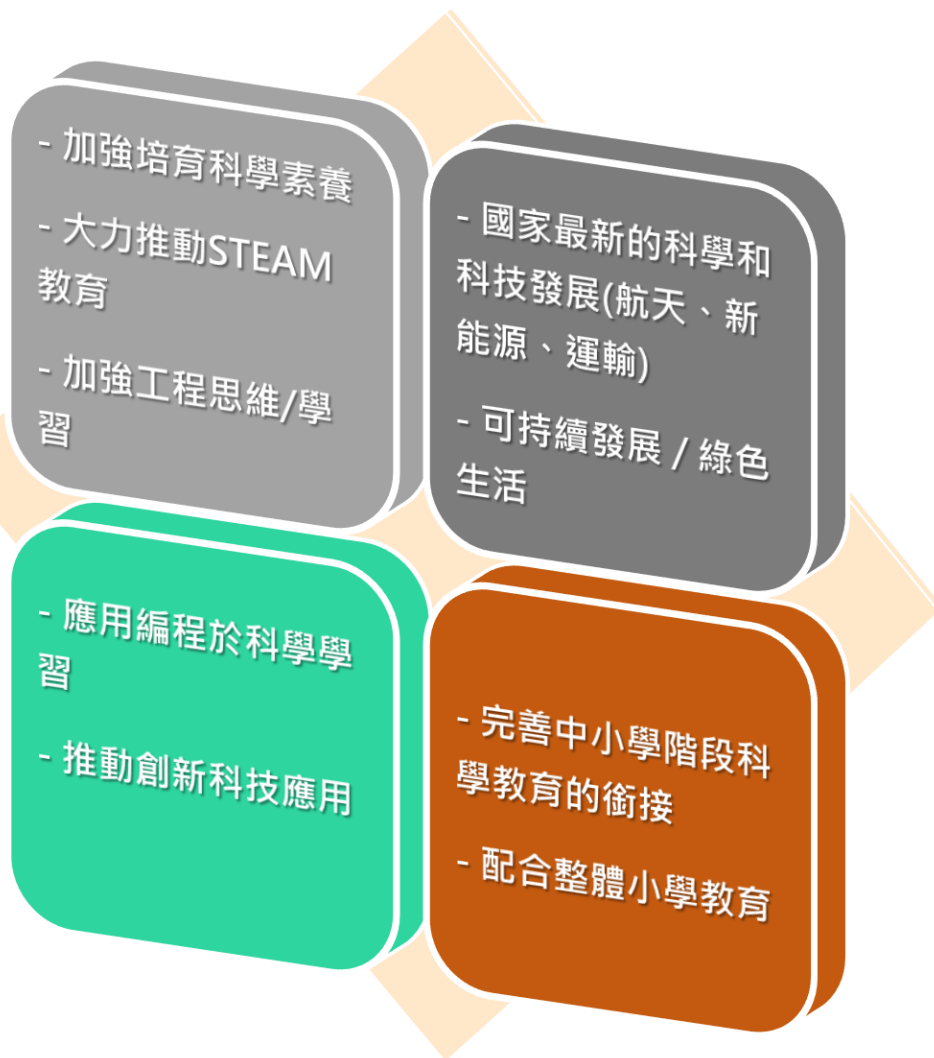 - 加強培育科學素養
- 大力推動STEAM
教育
- 加強工程思維/學
習
- 國家最新的科學和
科技發展(航天、新
能源、運輸)
- 可持續發展 / 綠色
生活
- 應用編程於科學學
習
- 推動創新科技應用
- 完善中小學階段科
學教育的銜接
- 配合整體小學教育